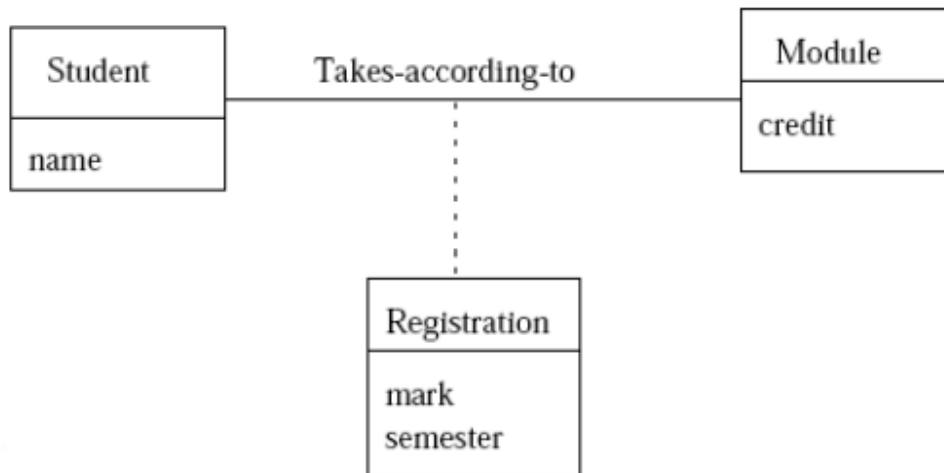 Student
name
Takes-according-to
Module
credit
Registration
mark
semester